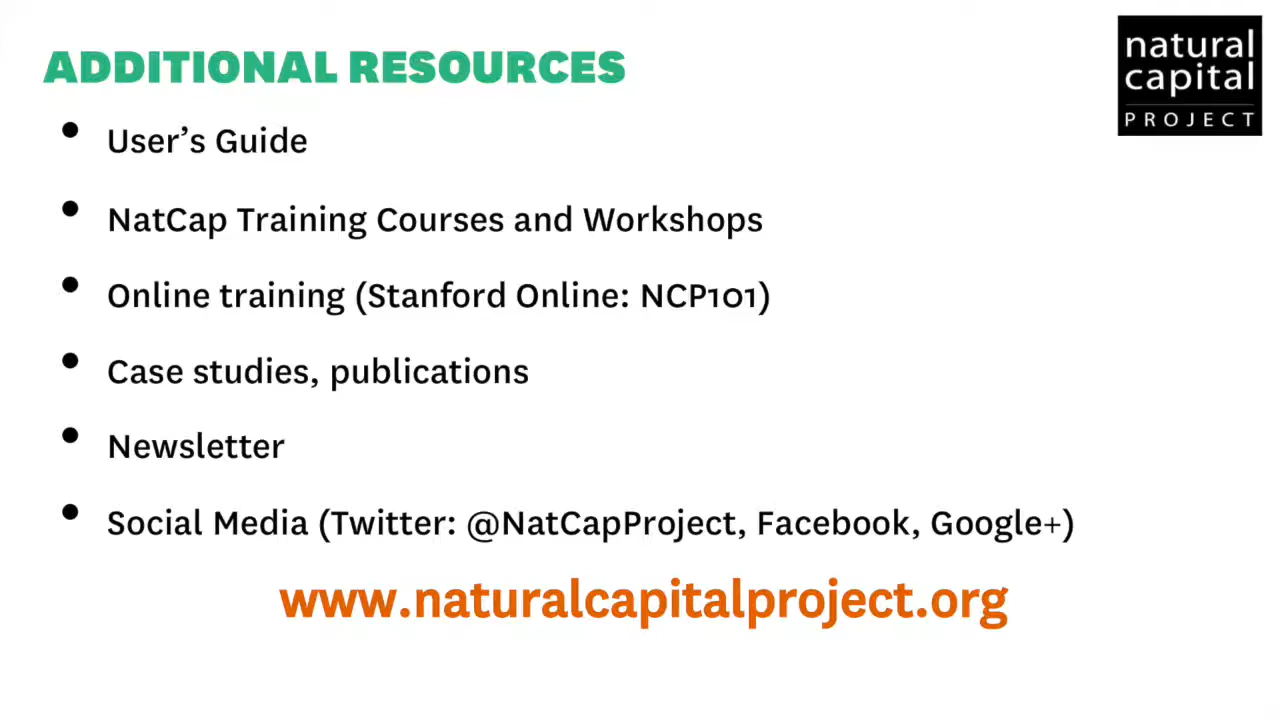 ADDITIONAL RESOURCES
natural
capital
PROJECT
• User’s Guide
• NatCap Training Courses and Workshops
• Online training (Stanford Online: NCP101)
• Case studies, publications
• Newsletter
• Social Media (Twitter: @NatCapProject, Facebook, Google+)
www.naturalcapitalproject.org